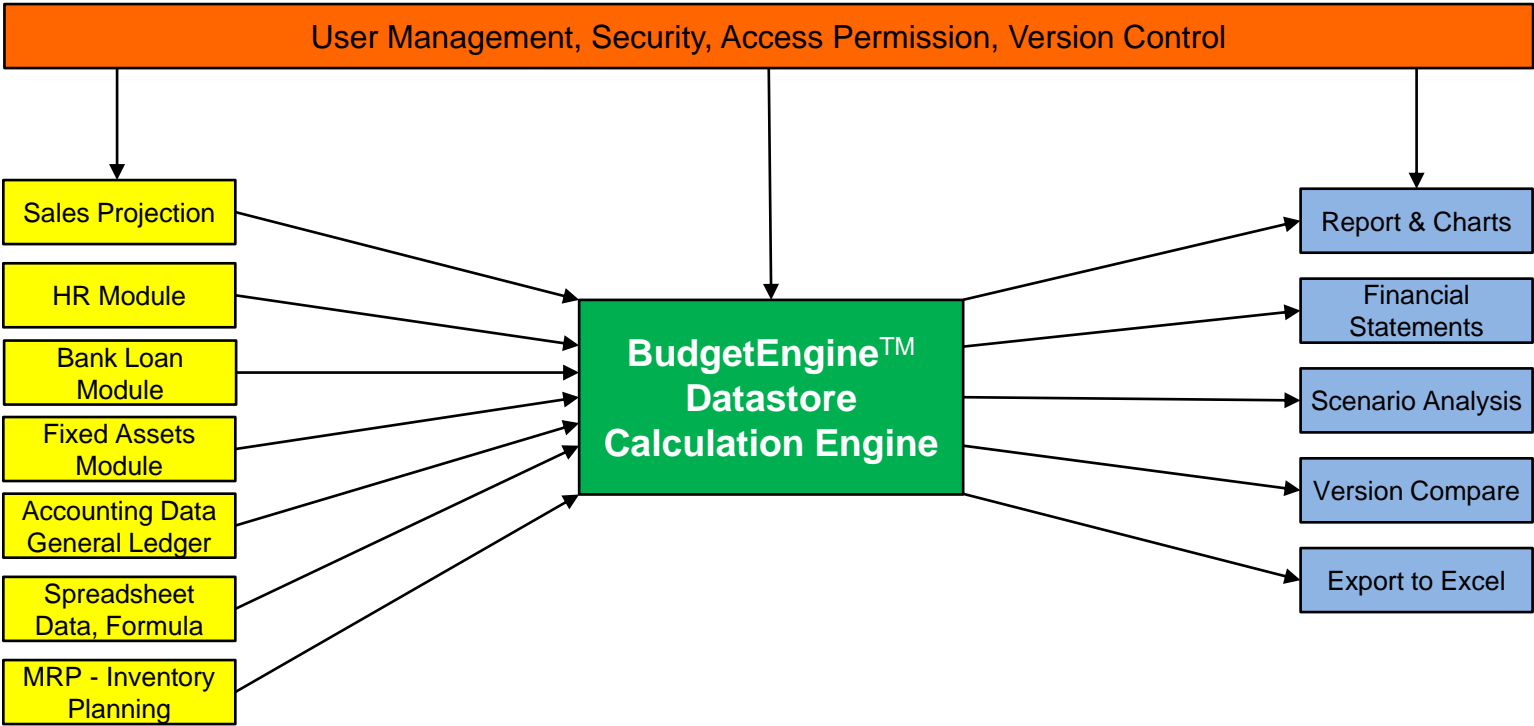 User Management, Security, Access Permission, Version Control
Sales Projection
HR Module
Bank Loan
Module
Fixed Assets
Module
Accounting Data
General Ledger
Spreadsheet
Data, Formula
MRP - Inventory
Planning
BudgetEngine™
Datastore
Calculation Engine
Report & Charts
Financial
Statements
Scenario Analysis
Version Compare
Export to Excel